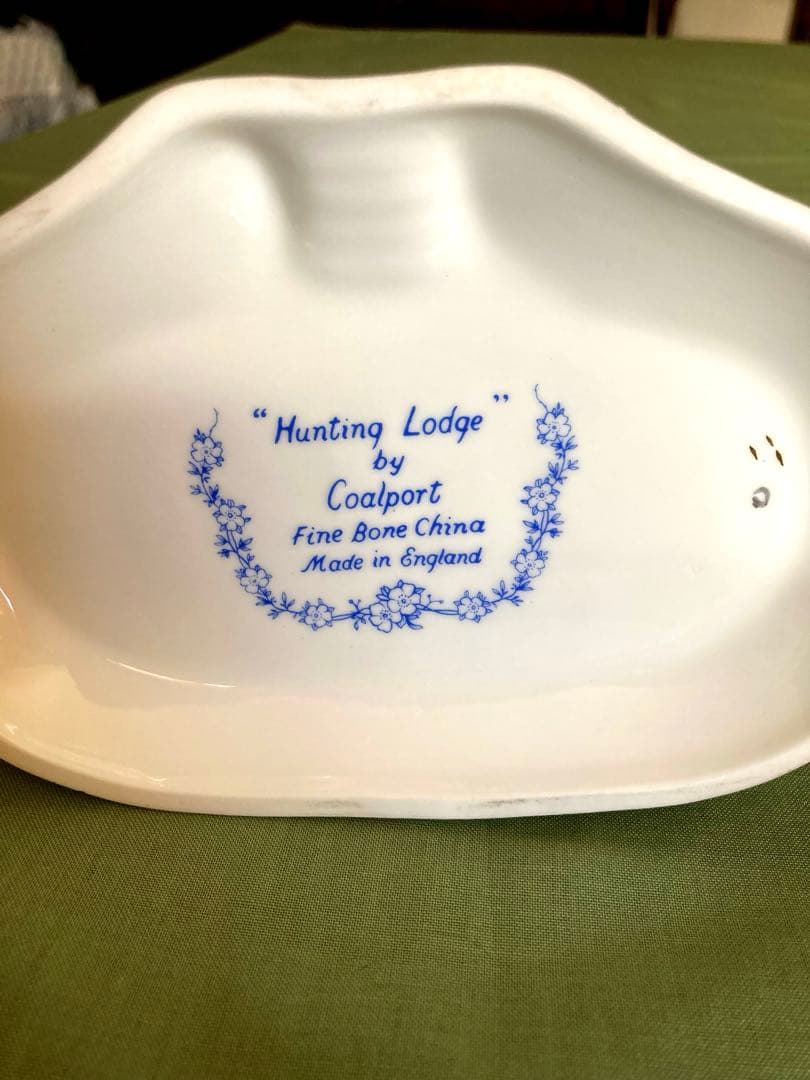 “Hunting Lodge”
by
Coalport
Fine Bone China
Made in England